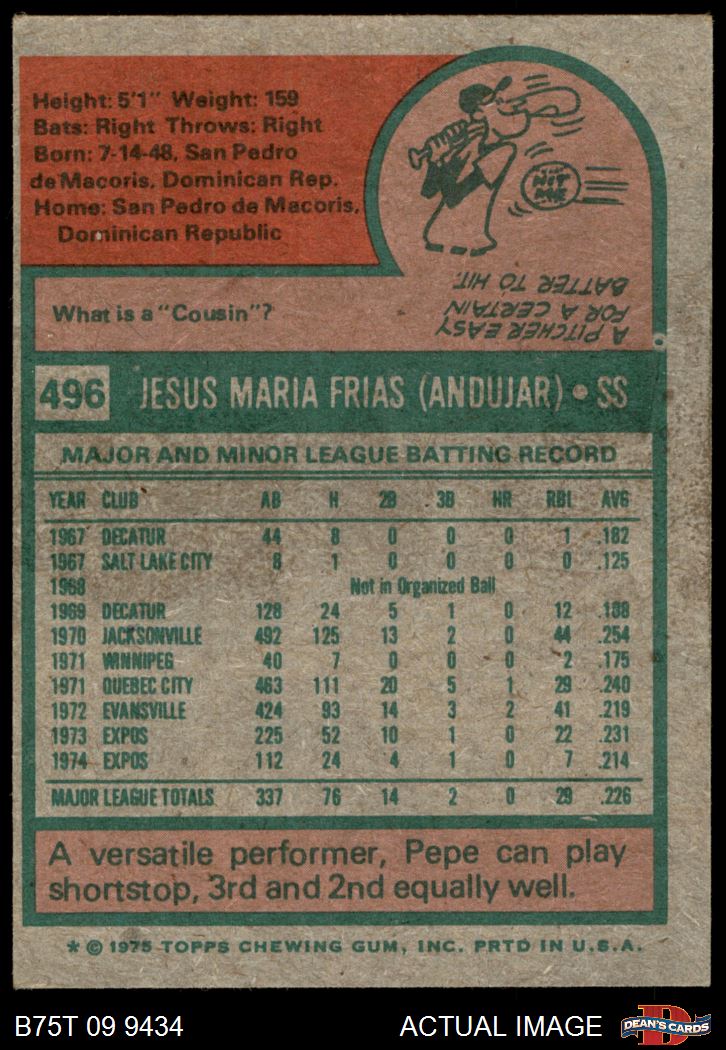 Height: 5'1" Weight: 159
Bats: Right Throws: Right
Born: 7-14-48, San Pedro
de Macoris, Dominican Rep.
Home: San Pedro de Macoris,
Dominican Republic
What is a "Cousin"?
A PITCHER EASY
FOR A CERTAIN
BATTER TO HIT.
496 JESUS MARIA FRIAS (ANDUJAR) • SS
MAJOR AND MINOR LEAGUE BATTING RECORD
YEAR CLUB AB H 2B 3B HR RBI AVG
1967 DECATUR 44 8 0 0 0 1 .182
1967 SALT LAKE CITY 8 1 0 0 0 0 .125
1968 Not in Organized Ball
1969 DECATUR 128 24 5 1 0 12 .188
1970 JACKSONVILLE 492 125 13 2 0 44 .254
1971 WINNIPEG 40 7 0 0 0 2 .175
1971 QUEBEC CITY 463 111 20 5 1 29 .240
1972 EVANSVILLE 424 93 14 3 2 41 .219
1973 EXPOS 225 52 10 1 0 22 .231
1974 EXPOS 112 24 4 1 0 7 .214
MAJOR LEAGUE TOTALS 337 76 14 2 0 29 .226
A versatile performer, Pepe can play
shortstop, 3rd and 2nd equally well.
* © 1975 TOPPS CHEWING GUM, INC. PRTD IN U.S.A.
B75T 09 9434 ACTUAL IMAGE
D
DEAN'S CARDS